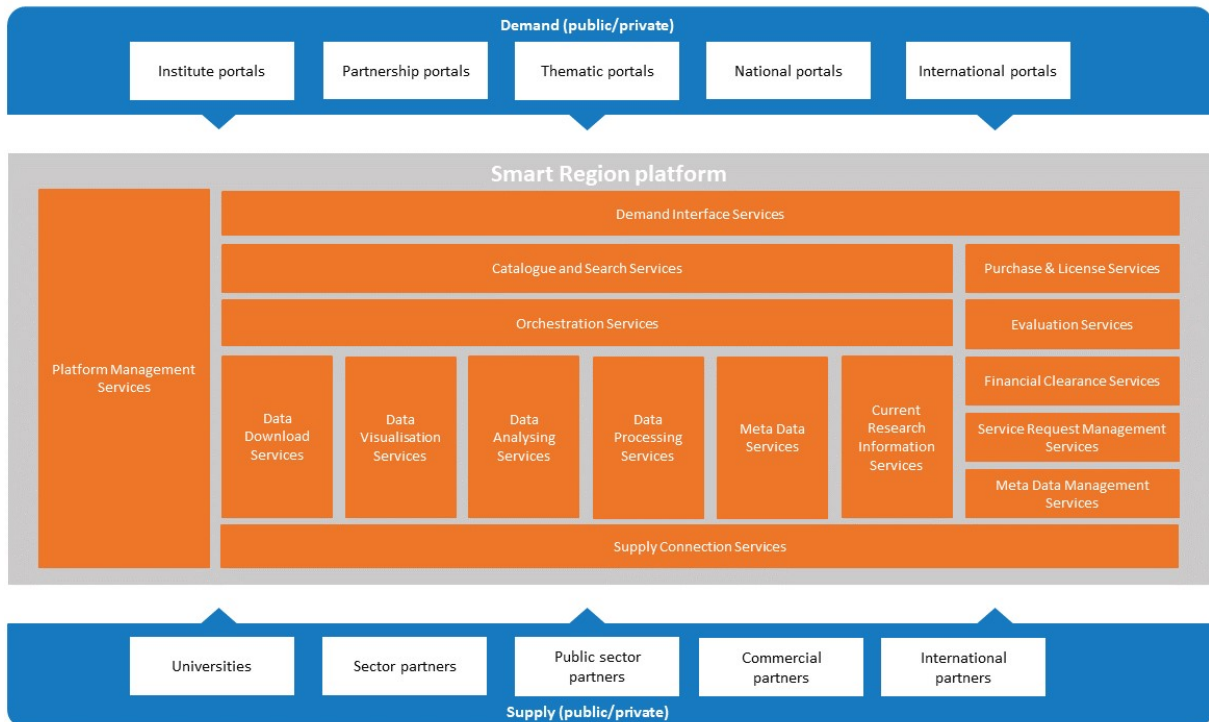 Demand (public/private)
Institute portals
Partnership portals
Thematic portals
National portals
International portals
Smart Region platform
Platform Management
Services
Demand Interface Services
Catalogue and Search Services
Purchase & License Services
Orchestration Services
Evaluation Services
Data
Download
Services
Data
Visualisation
Services
Data
Analysing
Services
Data
Processing
Services
Meta Data
Services
Current
Research
Information
Services
Financial Clearance Services
Service Request Management
Services
Meta Data Management
Services
Supply Connection Services
Universities
Sector partners
Public sector
partners
Commercial
partners
International
partners
Supply (public/private)